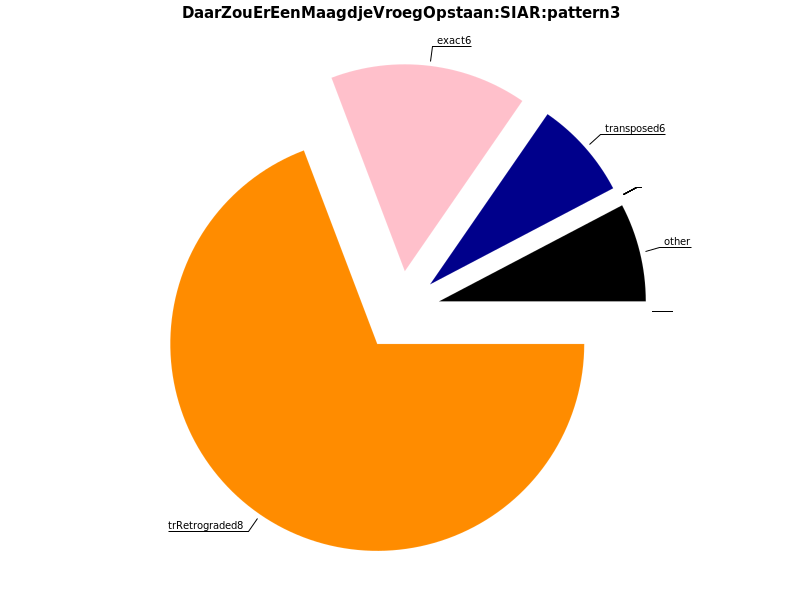 DaarZouErEenMaagdjeVroegOpstaan:SIAR:pattern3
exact6
transposed6
other
trRetrograded8